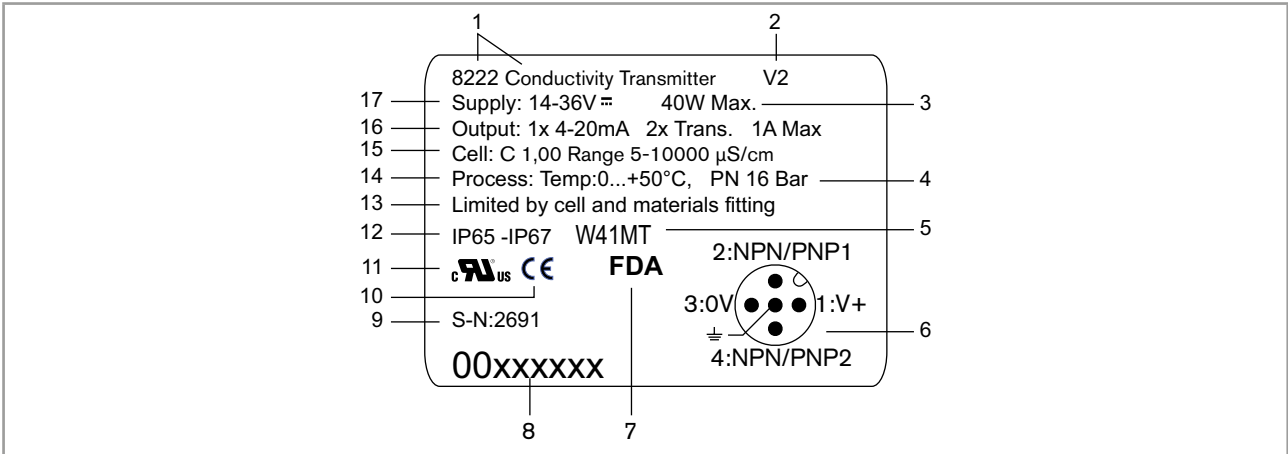 1 2
8222 Conductivity Transmitter V2
17 Supply: 14-36V⎓ 40W Max. 3
16 Output: 1x 4-20mA 2x Trans. 1A Max
15 Cell: C 1,00 Range 5-10000 µS/cm
14 Process: Temp:0...+50°C, PN 16 Bar 4
13 Limited by cell and materials fitting
12 IP65 -IP67 W41MT 5
2:NPN/PNP1
11 c RU ® US CE FDA
10
3:0V 1:V+
9 S-N:2691 6
4:NPN/PNP2
00xxxxxx
8 7